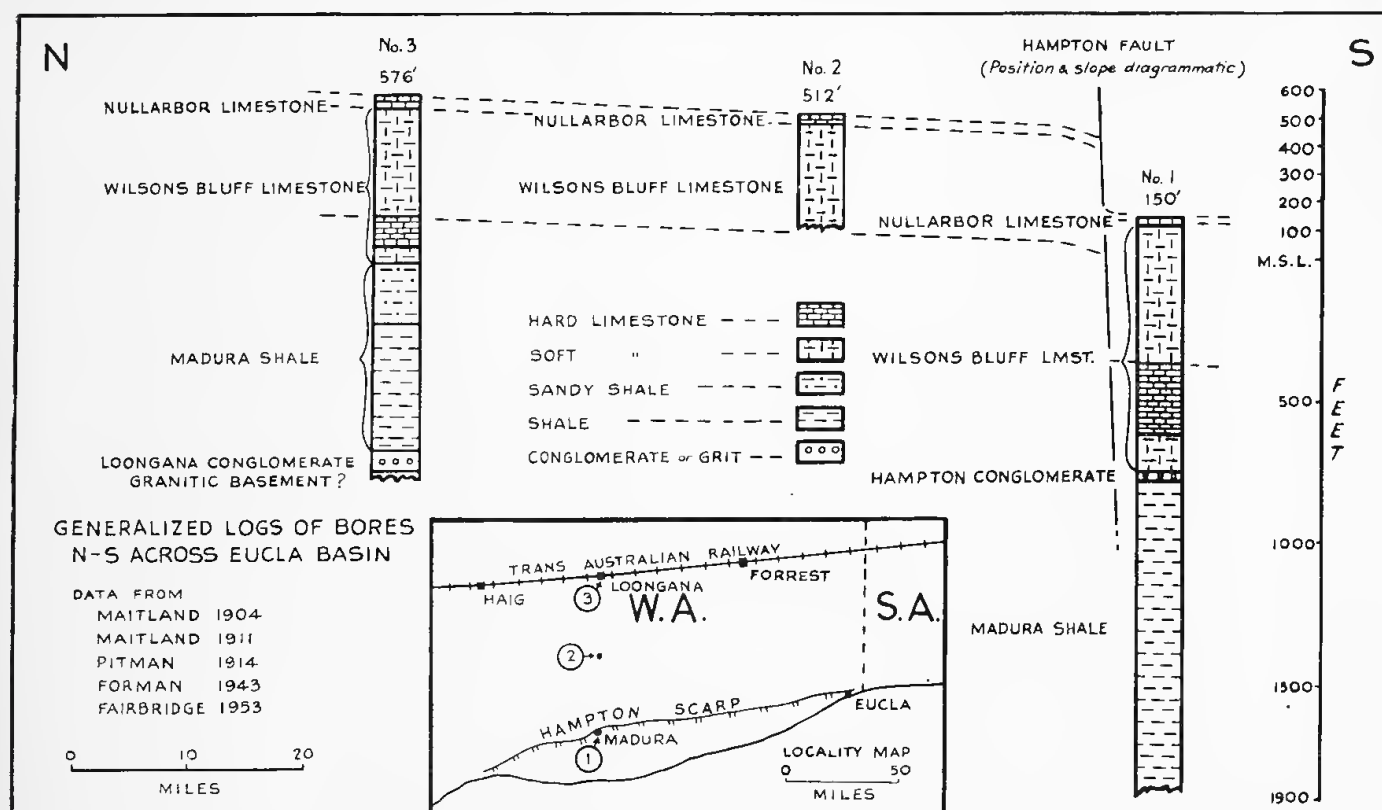 N
No. 3
576'
NULLARBOR LIMESTONE
WILSONS BLUFF LIMESTONE
MADURA SHALE
LOONGANA CONGLOMERATE
GRANITIC BASEMENT?
No. 2
512'
NULLARBOR LIMESTONE
WILSONS BLUFF LIMESTONE
HAMPTON FAULT
(Position & slope diagrammatic)
S
No. 1
150'
NULLARBOR LIMESTONE
WILSONS BLUFF LMST.
HAMPTON CONGLOMERATE
MADURA SHALE
600
500
400
300
200
100
M.S.L.
500
1000
1500
1900
FEET
HARD LIMESTONE
SOFT "
SANDY SHALE
SHALE
CONGLOMERATE or GRIT
GENERALIZED LOGS OF BORES
N-S ACROSS EUCLA BASIN
DATA FROM
MAITLAND 1904
MAITLAND 1911
PITMAN 1914
FORMAN 1943
FAIRBRIDGE 1953
0 10 20
MILES
TRANS AUSTRALIAN RAILWAY
HAIG
LOONGANA
FORREST
3
W.A.
S.A.
2
HAMPTON SCARP
EUCLA
MADURA
1
LOCALITY MAP
0 50
MILES